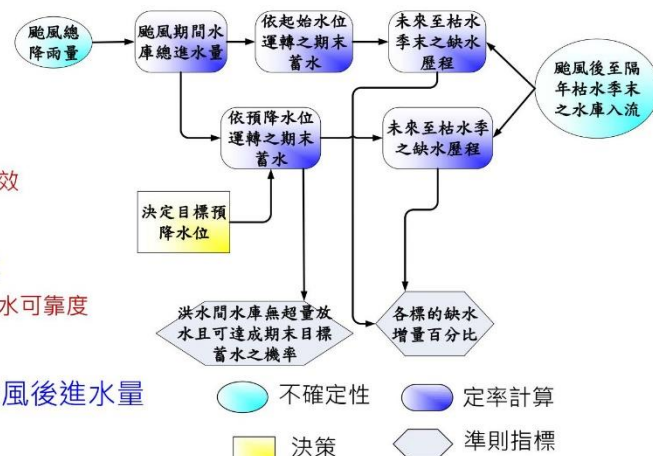 颱風總
降雨量
颱風期間水
庫總進水量
依起始水位
運轉之期末
蓄水
未來至枯水
季末之缺水
歷程
颱風後至隔
年枯水季末
之水庫入流
依預降水位
運轉之期末
蓄水
未來至枯水季
之缺水歷程
效
決定目標預
降水位
水可靠度
洪水間水庫無超量放
水且可達成期末目標
蓄水之機率
各標的缺水
增量百分比
風後進水量
不確定性
定率計算
決策
準則指標